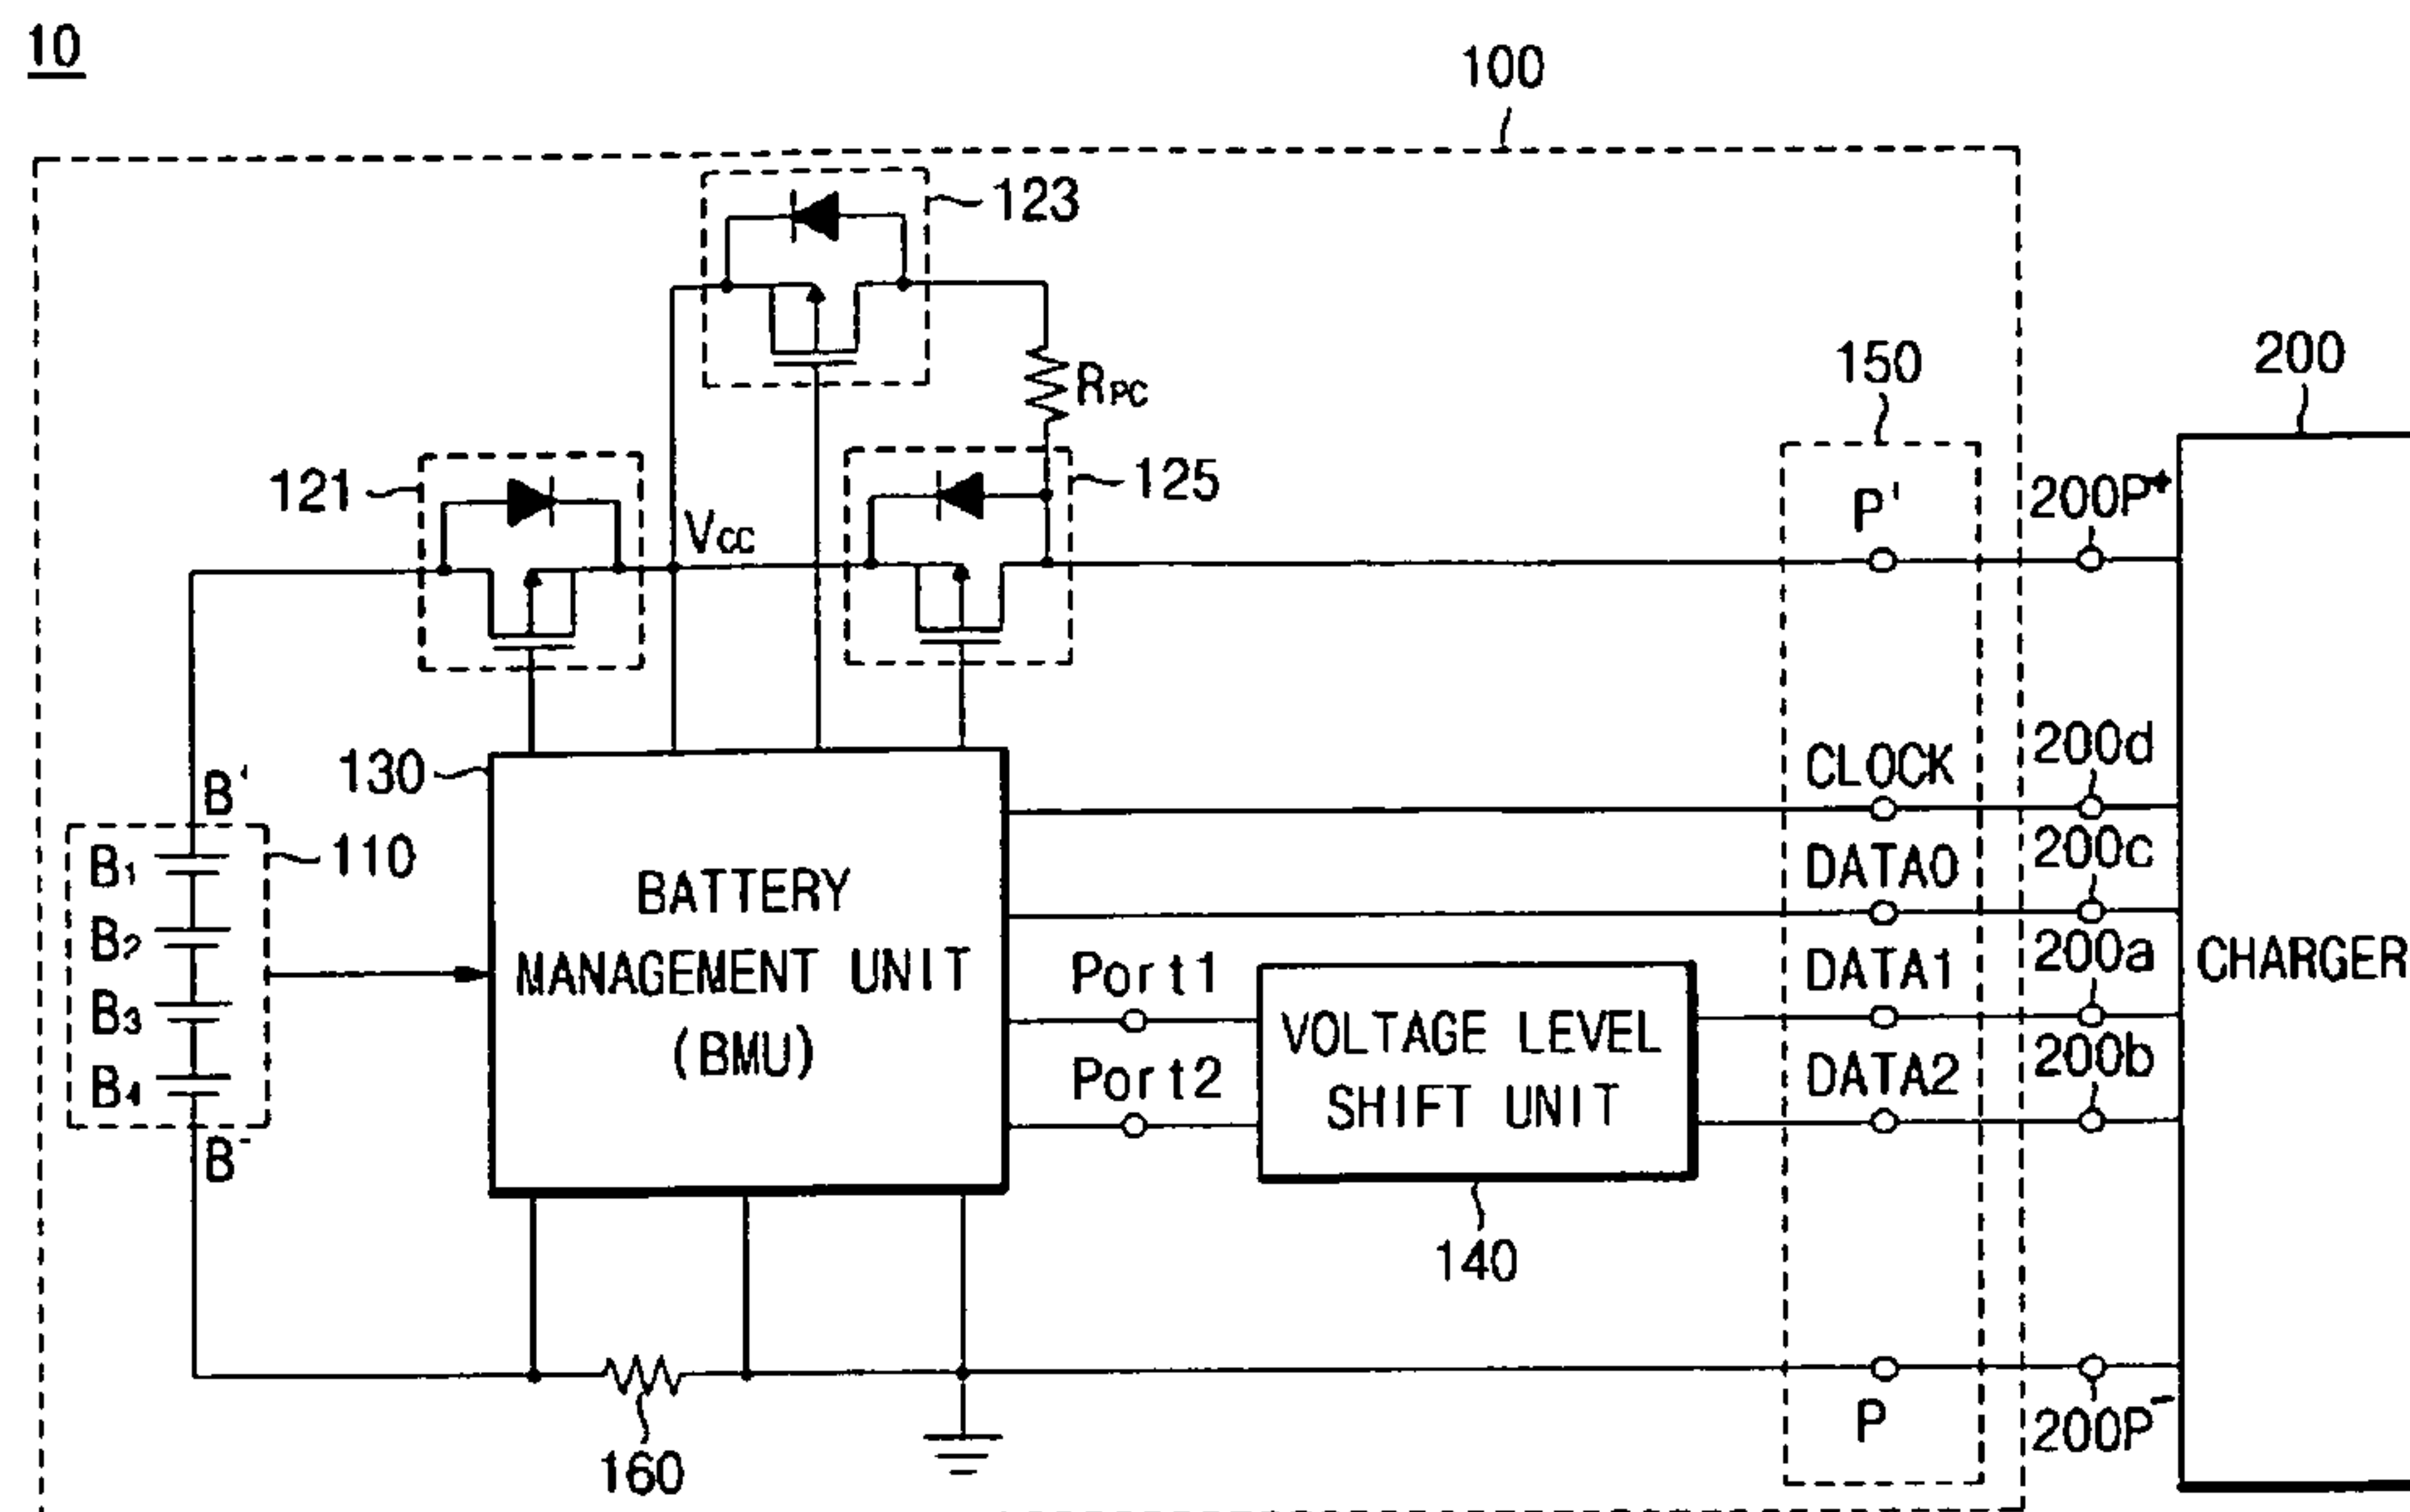 10
100
123
RPC
150
200
121
VCC
125
P'
200P+
130
B'
CLOCK
200d
110
B1
B2
B3
B4
B-
BATTERY
MANAGEMENT UNIT
(BMU)
DATA0
200c
Port1
DATA1
200a
CHARGER
VOLTAGE LEVEL
SHIFT UNIT
Port2
DATA2
200b
140
160
P
200P-